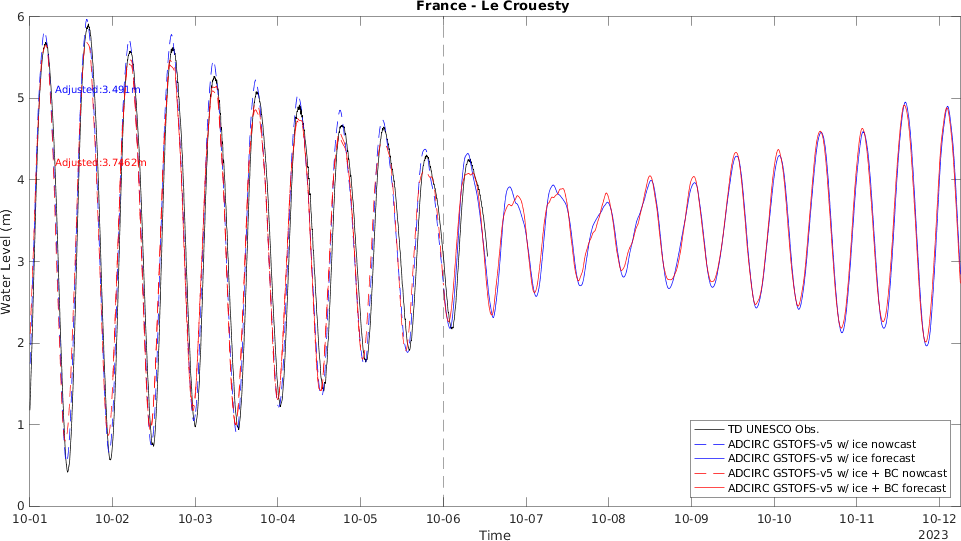 France - Le Crouesty
6
5
4
3
2
1
0
Water Level (m)
Adjusted:3.491m
Adjusted:3.7462m
TD UNESCO Obs.
ADCIRC GSTOFS-v5 w/ ice nowcast
ADCIRC GSTOFS-v5 w/ ice forecast
ADCIRC GSTOFS-v5 w/ ice + BC nowcast
ADCIRC GSTOFS-v5 w/ ice + BC forecast
10-01 10-02 10-03 10-04 10-05 10-06 10-07 10-08 10-09 10-10 10-11 10-12
2023
Time